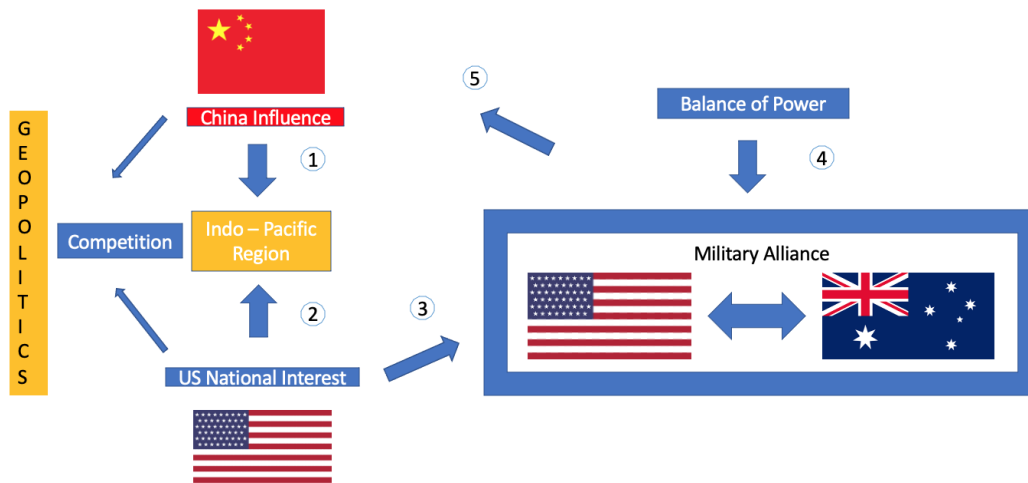 GEOPOLITICS
China Influence
1
Competition
Indo – Pacific
Region
2
US National Interest
3
5
Balance of Power
4
Military Alliance